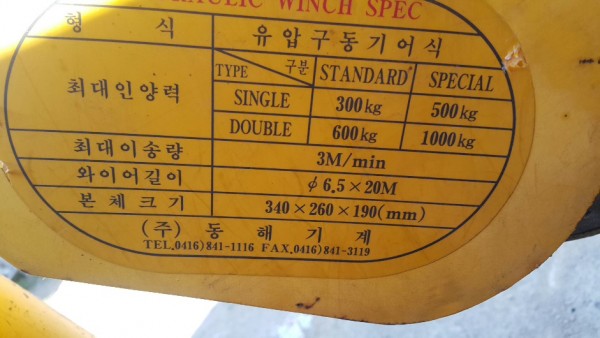 WINCH SPEC
형 식 유압구동기어식
최대인양력 TYPE 구분 STANDARD SPECIAL
SINGLE 300kg 500kg
DOUBLE 600kg 1000kg
최대이송량 3M/min
와이어길이 ϕ 6.5×20M
본체크기 340×260×190(mm)
(주) 동해기계
TEL.0416)841-1116 FAX.0416)841-3119